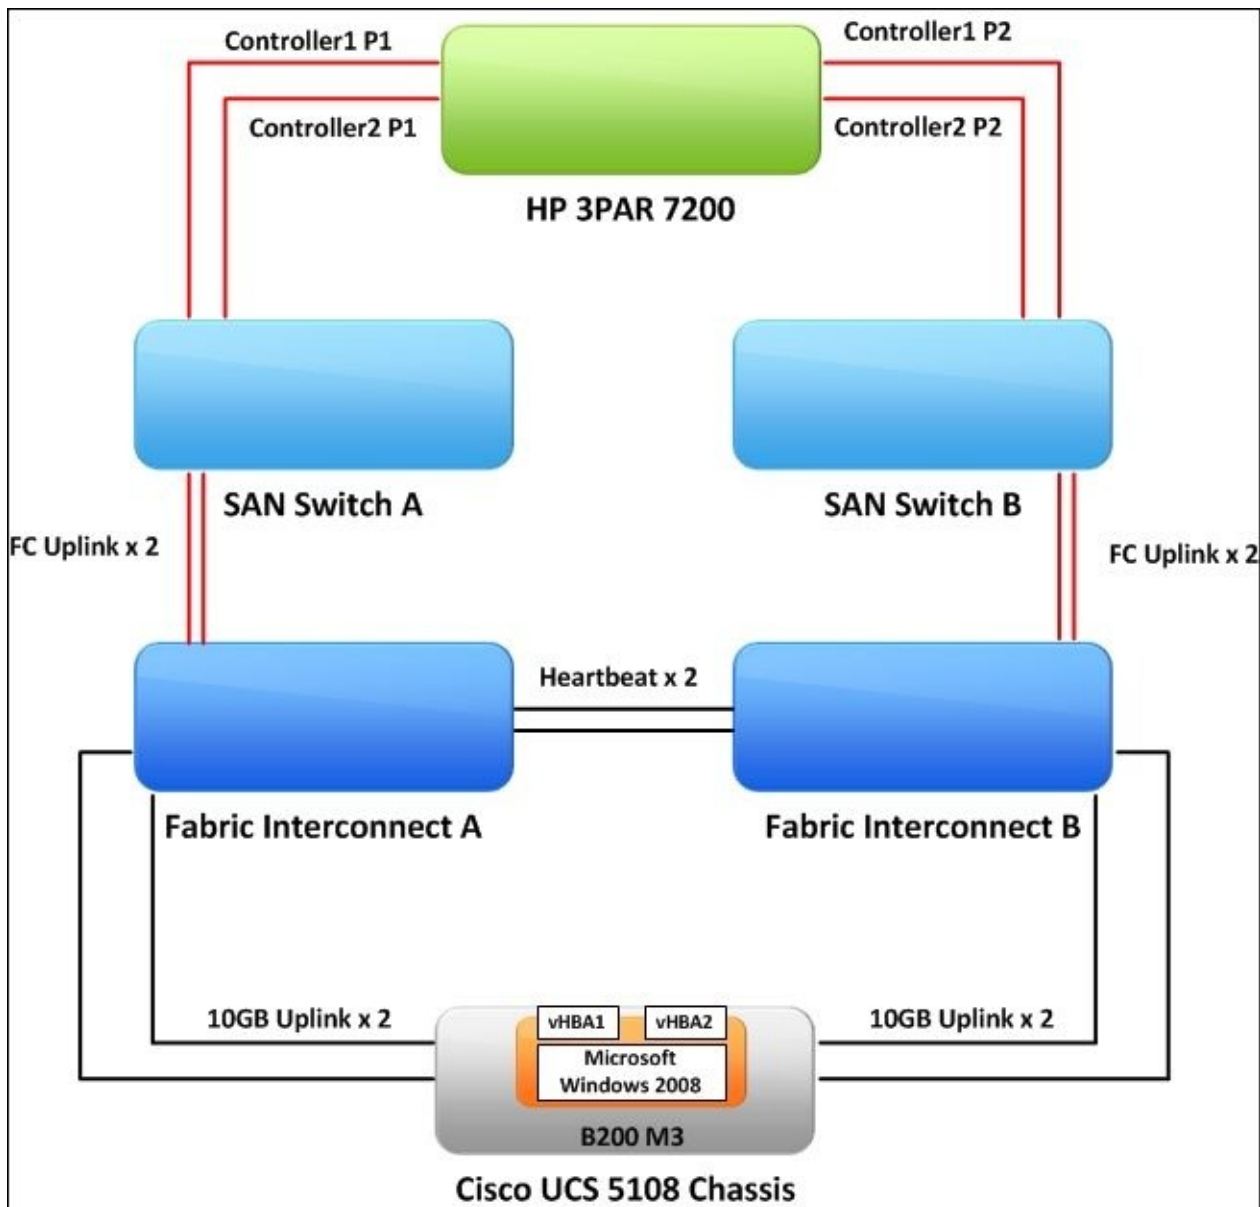 Controller1 P1
Controller1 P2
Controller2 P1
Controller2 P2
HP 3PAR 7200
SAN Switch A
SAN Switch B
FC Uplink x 2
FC Uplink x 2
Heartbeat x 2
Fabric Interconnect A
Fabric Interconnect B
10GB Uplink x 2
10GB Uplink x 2
vHBA1
vHBA2
Microsoft
Windows 2008
B200 M3
Cisco UCS 5108 Chassis